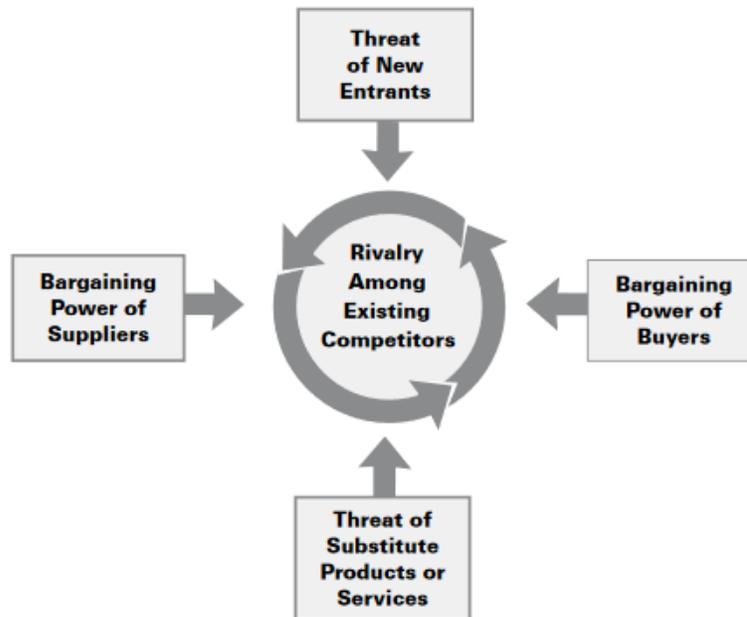 Threat
of New
Entrants
Bargaining
Power of
Suppliers
Rivalry
Among
Existing
Competitors
Bargaining
Power of
Buyers
Threat of
Substitute
Products or
Services